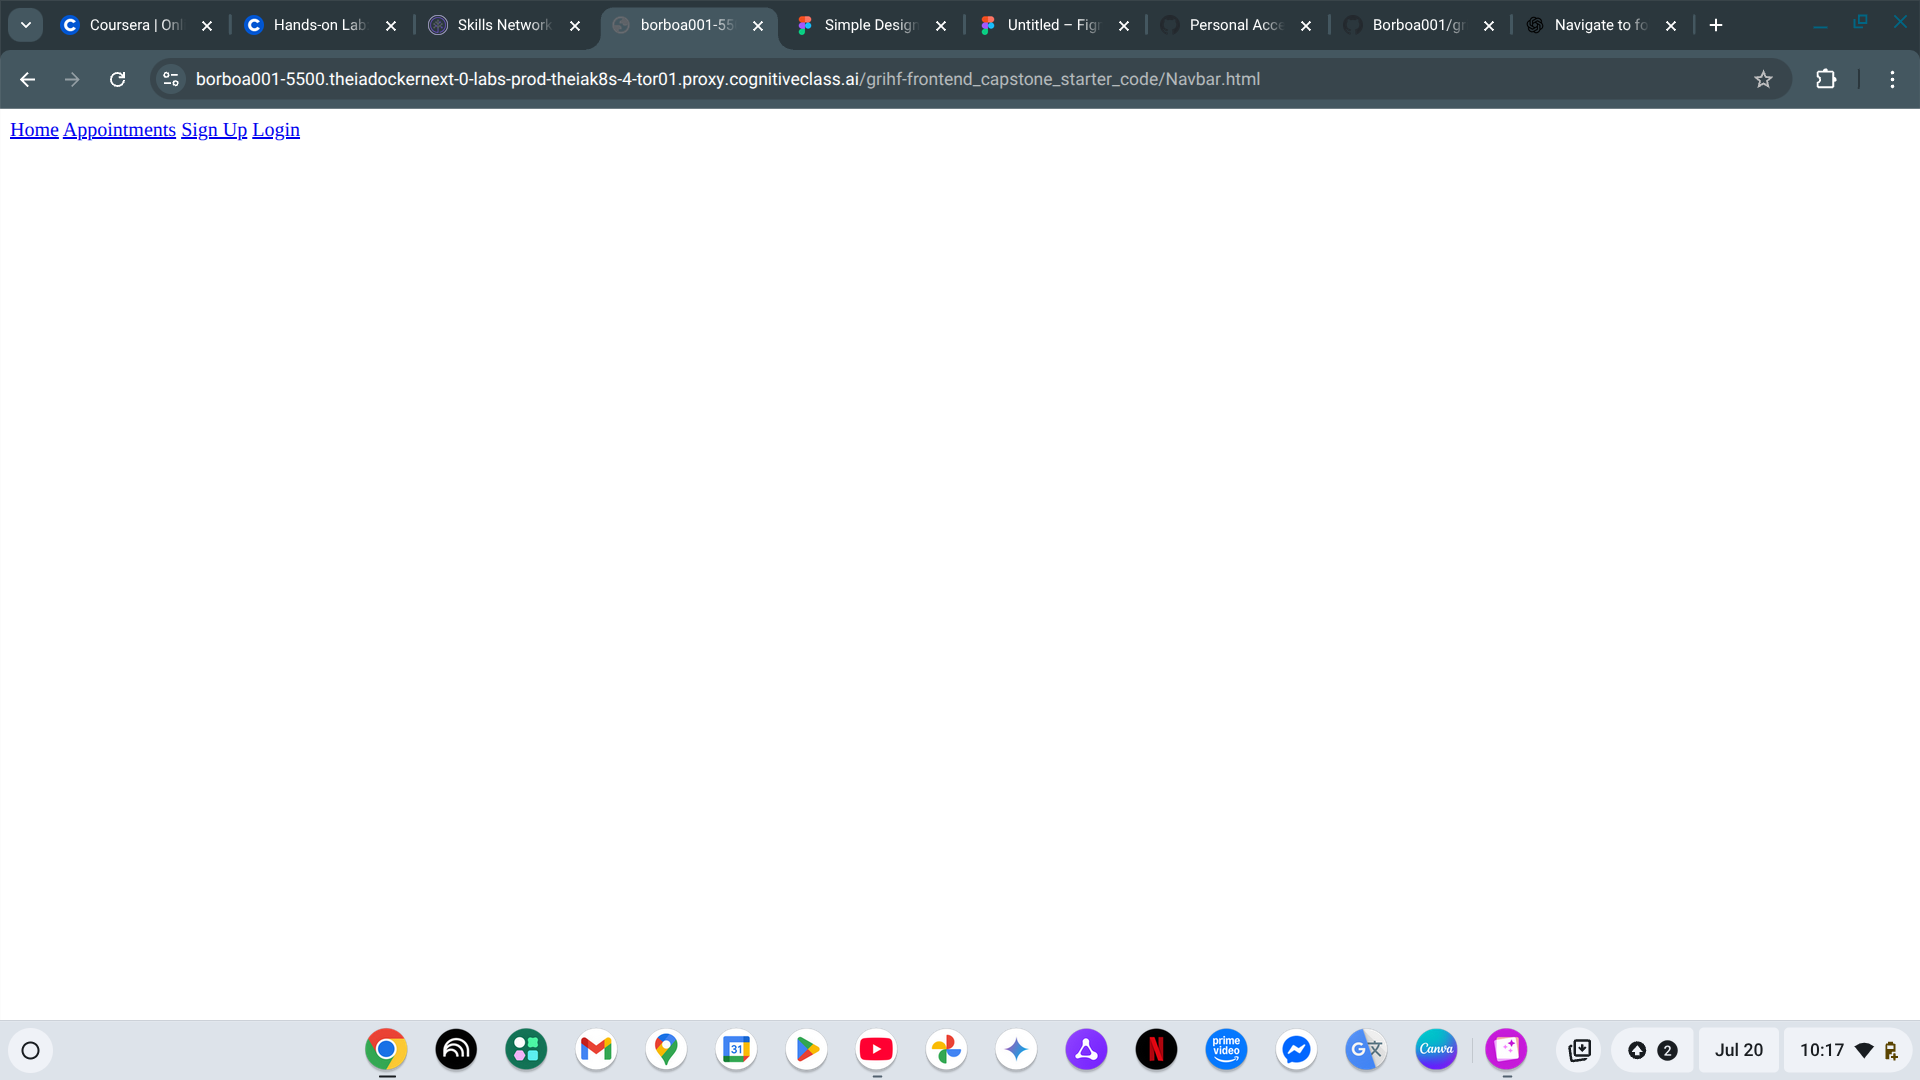 Coursera | Onl
Hands-on Lab
Skills Network
borboa001-55
Simple Design
Untitled – Fig
Personal Acce
Borboa001/gr
Navigate to fo
borboa001-5500.theiadockernext-0-labs-prod-theiak8s-4-tor01.proxy.cognitiveclass.ai/grihf-frontend_capstone_starter_code/Navbar.html
Home Appointments Sign Up Login
31
N
prime video
G文
Canva
2
Jul 20
10:17